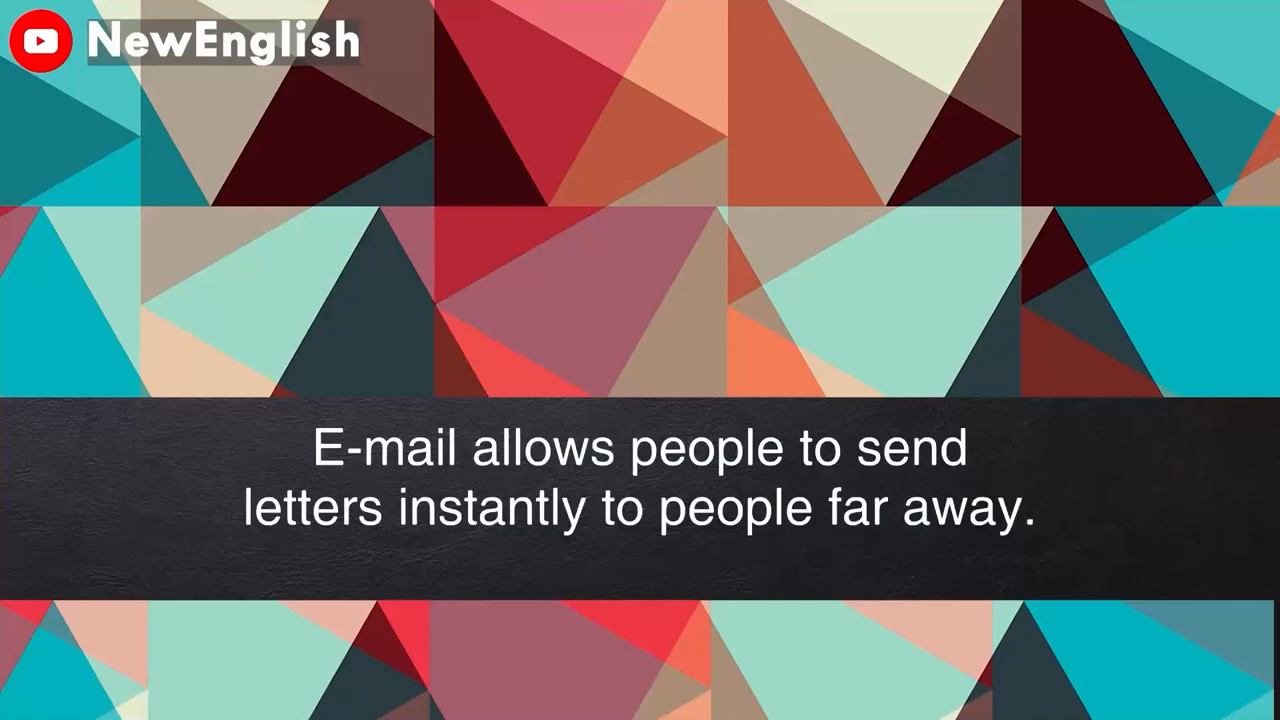 NewEnglish
E-mail allows people to send
letters instantly to people far away.